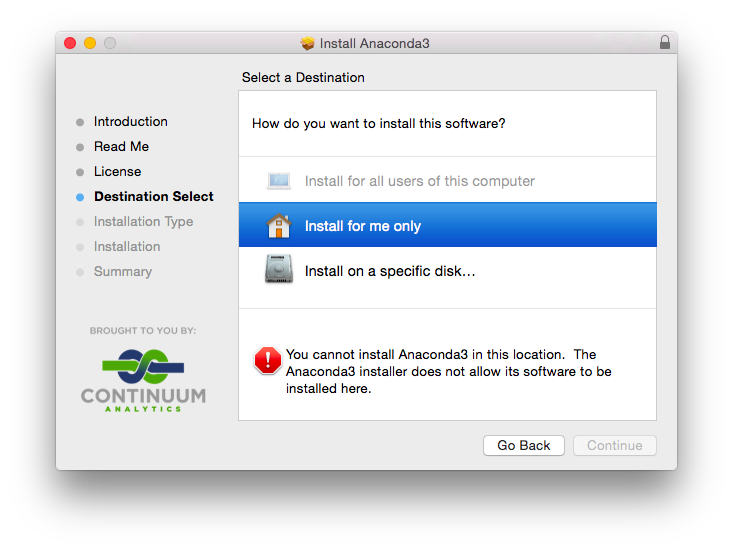 Install Anaconda3
Select a Destination
Introduction
Read Me
License
Destination Select
Installation Type
Installation
Summary
How do you want to install this software?
Install for all users of this computer
Install for me only
Install on a specific disk...
You cannot install Anaconda3 in this location.  The
Anaconda3 installer does not allow its software to be
installed here.
BROUGHT TO YOU BY:
CONTINUUM
ANALYTICS
Go Back
Continue